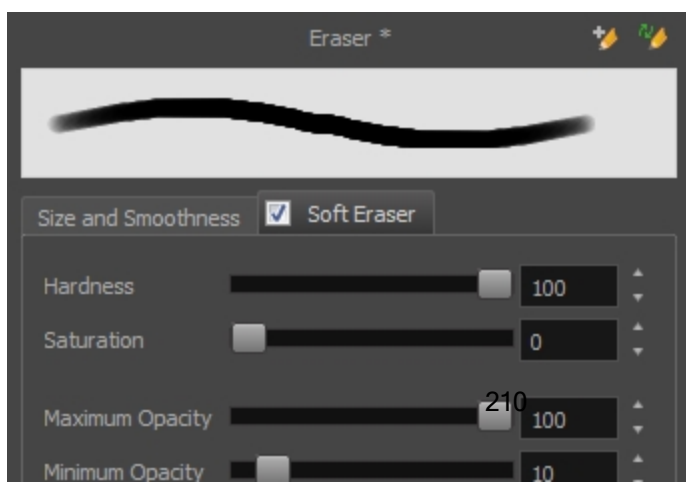 Eraser *
Size and Smoothness Soft Eraser
Hardness 100
Saturation 0
210
Maximum Opacity 100
Minimum Opacity 10